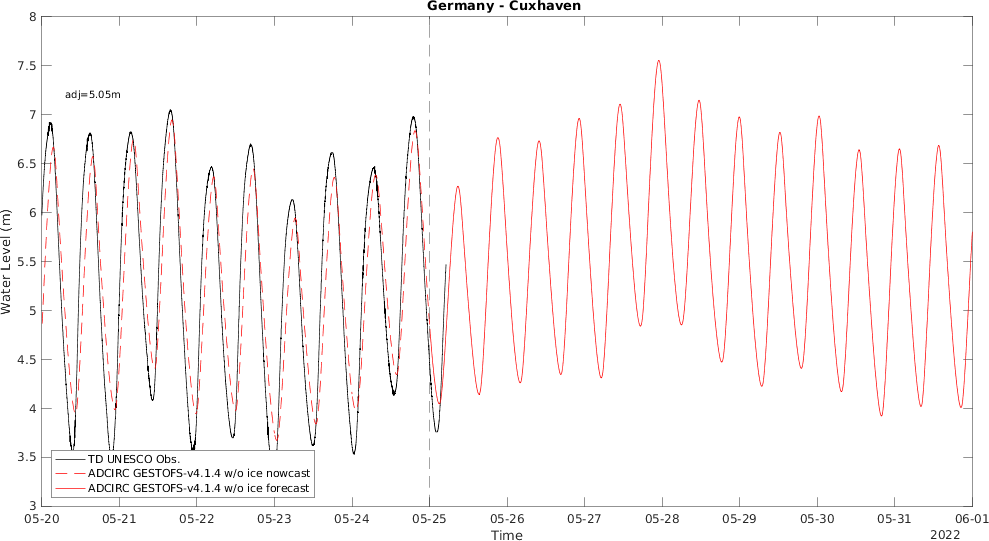 Germany - Cuxhaven
8
7.5
7
6.5
6
5.5
5
4.5
4
3.5
3
Water Level (m)
adj=5.05m
TD UNESCO Obs.
ADCIRC GESTOFS-v4.1.4 w/o ice nowcast
ADCIRC GESTOFS-v4.1.4 w/o ice forecast
05-20 05-21 05-22 05-23 05-24 05-25 05-26 05-27 05-28 05-29 05-30 05-31 06-01
Time
2022